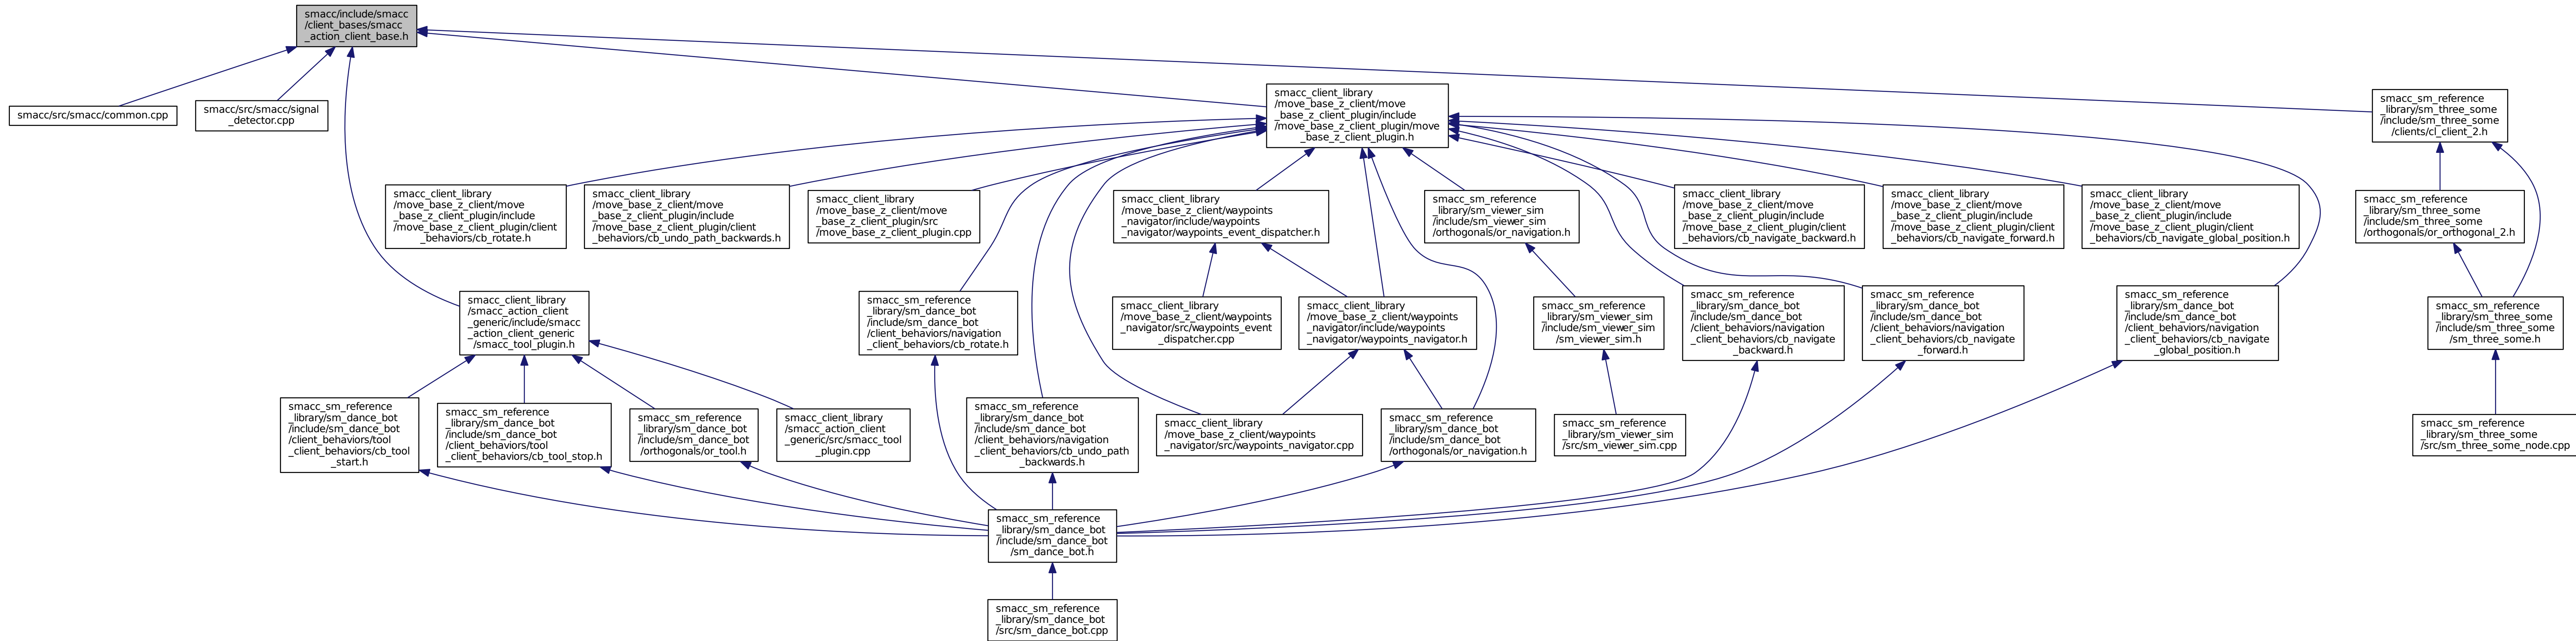 smacc/include/smacc
/client_bases/smacc
_action_client_base.h
smacc/src/smacc/common.cpp
smacc/src/smacc/signal
_detector.cpp
smacc_client_library
/move_base_z_client/move
_base_z_client_plugin/include
/move_base_z_client_plugin/move
_base_z_client_plugin.h
smacc_sm_reference
_library/sm_three_some
/include/sm_three_some
/clients/cl_client_2.h
smacc_client_library
/move_base_z_client/move
_base_z_client_plugin/include
/move_base_z_client_plugin/client
_behaviors/cb_rotate.h
smacc_client_library
/move_base_z_client/move
_base_z_client_plugin/include
/move_base_z_client_plugin/client
_behaviors/cb_undo_path_backwards.h
smacc_client_library
/move_base_z_client/move
_base_z_client_plugin/src
/move_base_z_client_plugin.cpp
smacc_client_library
/move_base_z_client/waypoints
_navigator/include/waypoints
_navigator/waypoints_event_dispatcher.h
smacc_sm_reference
_library/sm_viewer_sim
/include/sm_viewer_sim
/orthogonals/or_navigation.h
smacc_client_library
/move_base_z_client/move
_base_z_client_plugin/include
/move_base_z_client_plugin/client
_behaviors/cb_navigate_backward.h
smacc_client_library
/move_base_z_client/move
_base_z_client_plugin/include
/move_base_z_client_plugin/client
_behaviors/cb_navigate_forward.h
smacc_client_library
/move_base_z_client/move
_base_z_client_plugin/include
/move_base_z_client_plugin/client
_behaviors/cb_navigate_global_position.h
smacc_sm_reference
_library/sm_three_some
/include/sm_three_some
/orthogonals/or_orthogonal_2.h
smacc_client_library
/smacc_action_client
_generic/include/smacc
_action_client_generic
/smacc_tool_plugin.h
smacc_sm_reference
_library/sm_dance_bot
/include/sm_dance_bot
/client_behaviors/navigation
_client_behaviors/cb_rotate.h
smacc_client_library
/move_base_z_client/waypoints
_navigator/src/waypoints_event
_dispatcher.cpp
smacc_client_library
/move_base_z_client/waypoints
_navigator/include/waypoints
_navigator/waypoints_navigator.h
smacc_sm_reference
_library/sm_viewer_sim
/include/sm_viewer_sim
/sm_viewer_sim.h
smacc_sm_reference
_library/sm_dance_bot
/include/sm_dance_bot
/client_behaviors/navigation
_client_behaviors/cb_navigate
_backward.h
smacc_sm_reference
_library/sm_dance_bot
/include/sm_dance_bot
/client_behaviors/navigation
_client_behaviors/cb_navigate
_forward.h
smacc_sm_reference
_library/sm_dance_bot
/include/sm_dance_bot
/client_behaviors/navigation
_client_behaviors/cb_navigate
_global_position.h
smacc_sm_reference
_library/sm_three_some
/include/sm_three_some
/sm_three_some.h
smacc_sm_reference
_library/sm_dance_bot
/include/sm_dance_bot
/client_behaviors/tool
_client_behaviors/cb_tool
_start.h
smacc_sm_reference
_library/sm_dance_bot
/include/sm_dance_bot
/client_behaviors/tool
_client_behaviors/cb_tool_stop.h
smacc_sm_reference
_library/sm_dance_bot
/include/sm_dance_bot
/orthogonals/or_tool.h
smacc_client_library
/smacc_action_client
_generic/src/smacc_tool
_plugin.cpp
smacc_sm_reference
_library/sm_dance_bot
/include/sm_dance_bot
/client_behaviors/navigation
_client_behaviors/cb_undo_path
_backwards.h
smacc_client_library
/move_base_z_client/waypoints
_navigator/src/waypoints_navigator.cpp
smacc_sm_reference
_library/sm_dance_bot
/include/sm_dance_bot
/orthogonals/or_navigation.h
smacc_sm_reference
_library/sm_viewer_sim
/src/sm_viewer_sim.cpp
smacc_sm_reference
_library/sm_three_some
/src/sm_three_some_node.cpp
smacc_sm_reference
_library/sm_dance_bot
/include/sm_dance_bot
/sm_dance_bot.h
smacc_sm_reference
_library/sm_dance_bot
/src/sm_dance_bot.cpp